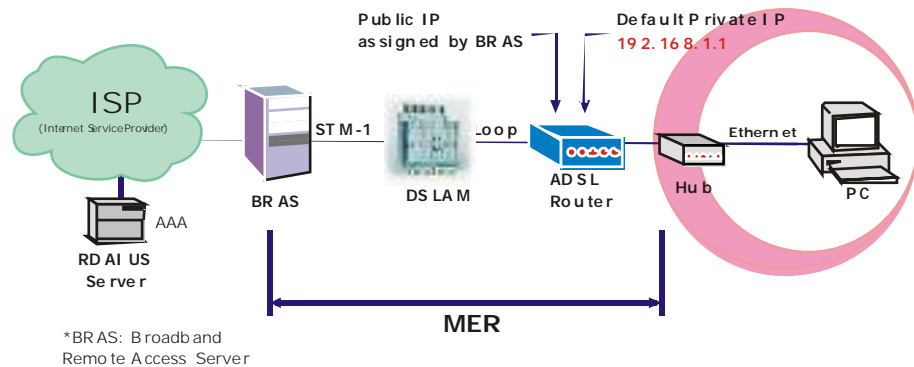 Public IP
assigned by BRAS
Default Private IP
192.168.1.1
ISP
(Internet Service Provider)
STM-1
Loop
Ethernet
BRAS
DSLAM
ADSL
Router
Hub
PC
AAA
RDAIUS
Server
MER
*BRAS: Broadband
Remote Access Server